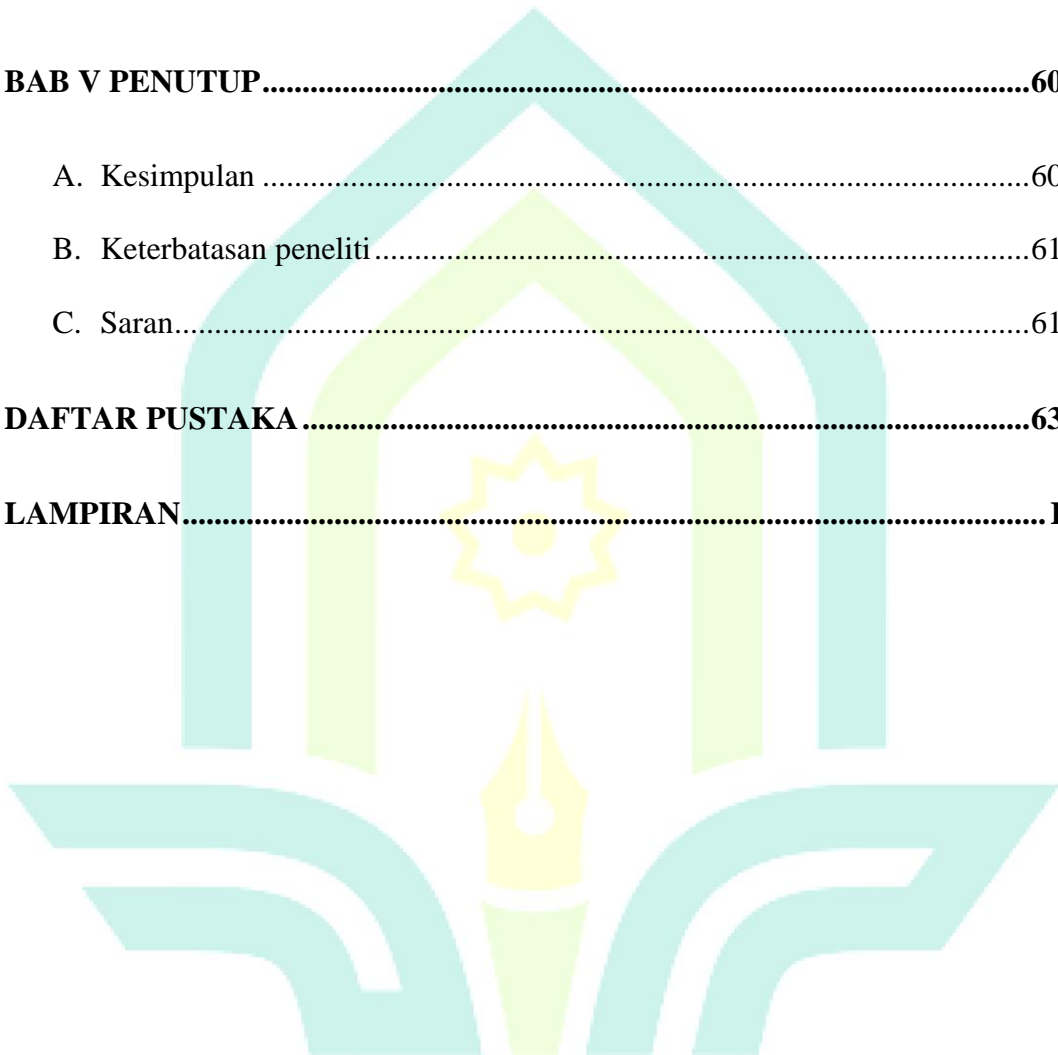 BAB V PENUTUP................................................................................................60
A. Kesimpulan ................................................................................................60
B. Keterbatasan peneliti..................................................................................61
C. Saran...........................................................................................................61
DAFTAR PUSTAKA ...........................................................................................63
LAMPIRAN............................................................................................................ I